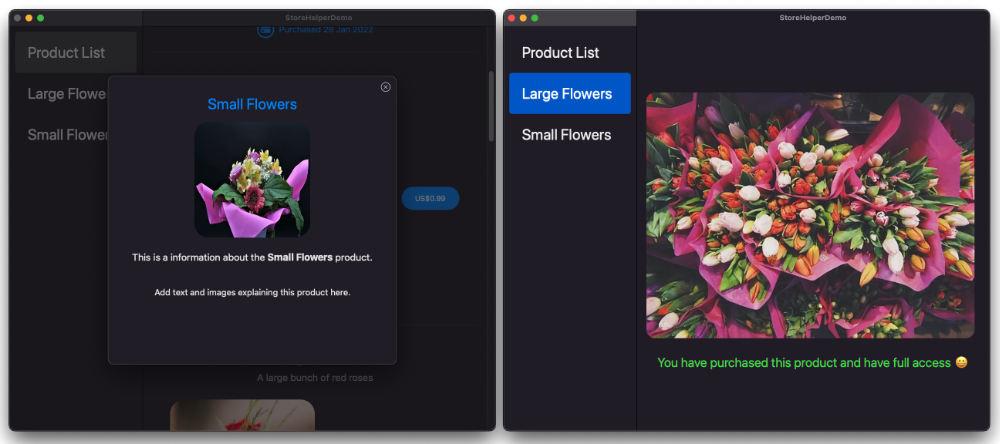 StoreHelperDemo
Purchased 28 Jan 2022
Product List
Large Flowe
Small Flower
Small Flowers
US$0.99
This is a information about the Small Flowers product.
Add text and images explaining this product here.
A large bunch of red roses
StoreHelperDemo
Product List
Large Flowers
Small Flowers
You have purchased this product and have full access 😀